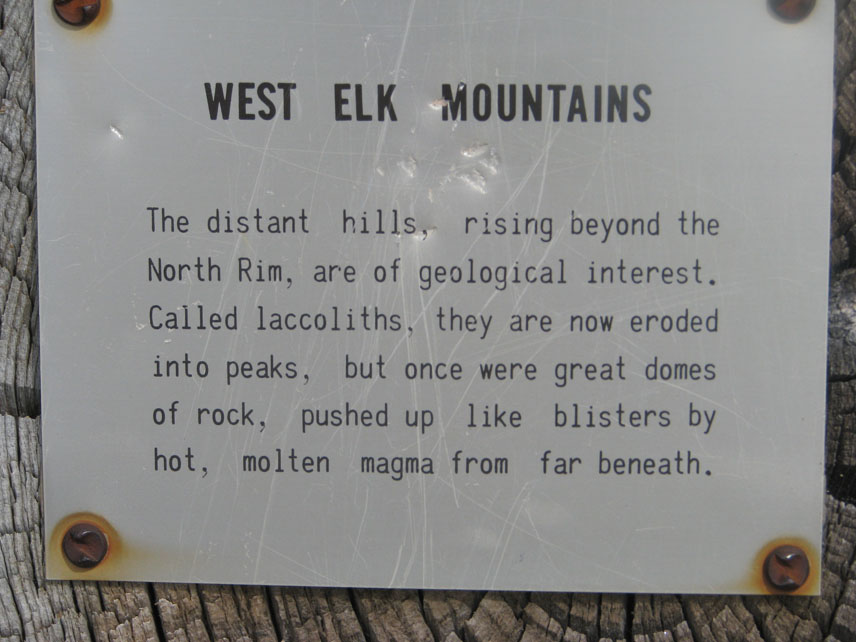 WEST ELK MOUNTAINS
The distant hills, rising beyond the
North Rim, are of geological interest.
Called laccoliths, they are now eroded
into peaks, but once were great domes
of rock, pushed up like blisters by
hot, molten magma from far beneath.